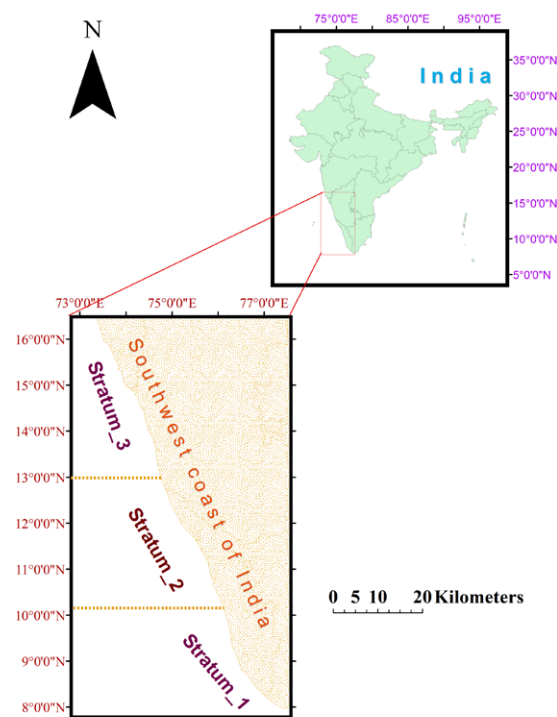 N
75°0'0"E 85°0'0"E 95°0'0"E
India
35°0'0"N
30°0'0"N
25°0'0"N
20°0'0"N
15°0'0"N
10°0'0"N
5°0'0"N
73°0'0"E 75°0'0"E 77°0'0"E
16°0'0"N
15°0'0"N
14°0'0"N
13°0'0"N
12°0'0"N
11°0'0"N
10°0'0"N
9°0'0"N
8°0'0"N
Southwest coast of India
Stratum_3
Stratum_2
Stratum_1
0 5 10 20 Kilometers